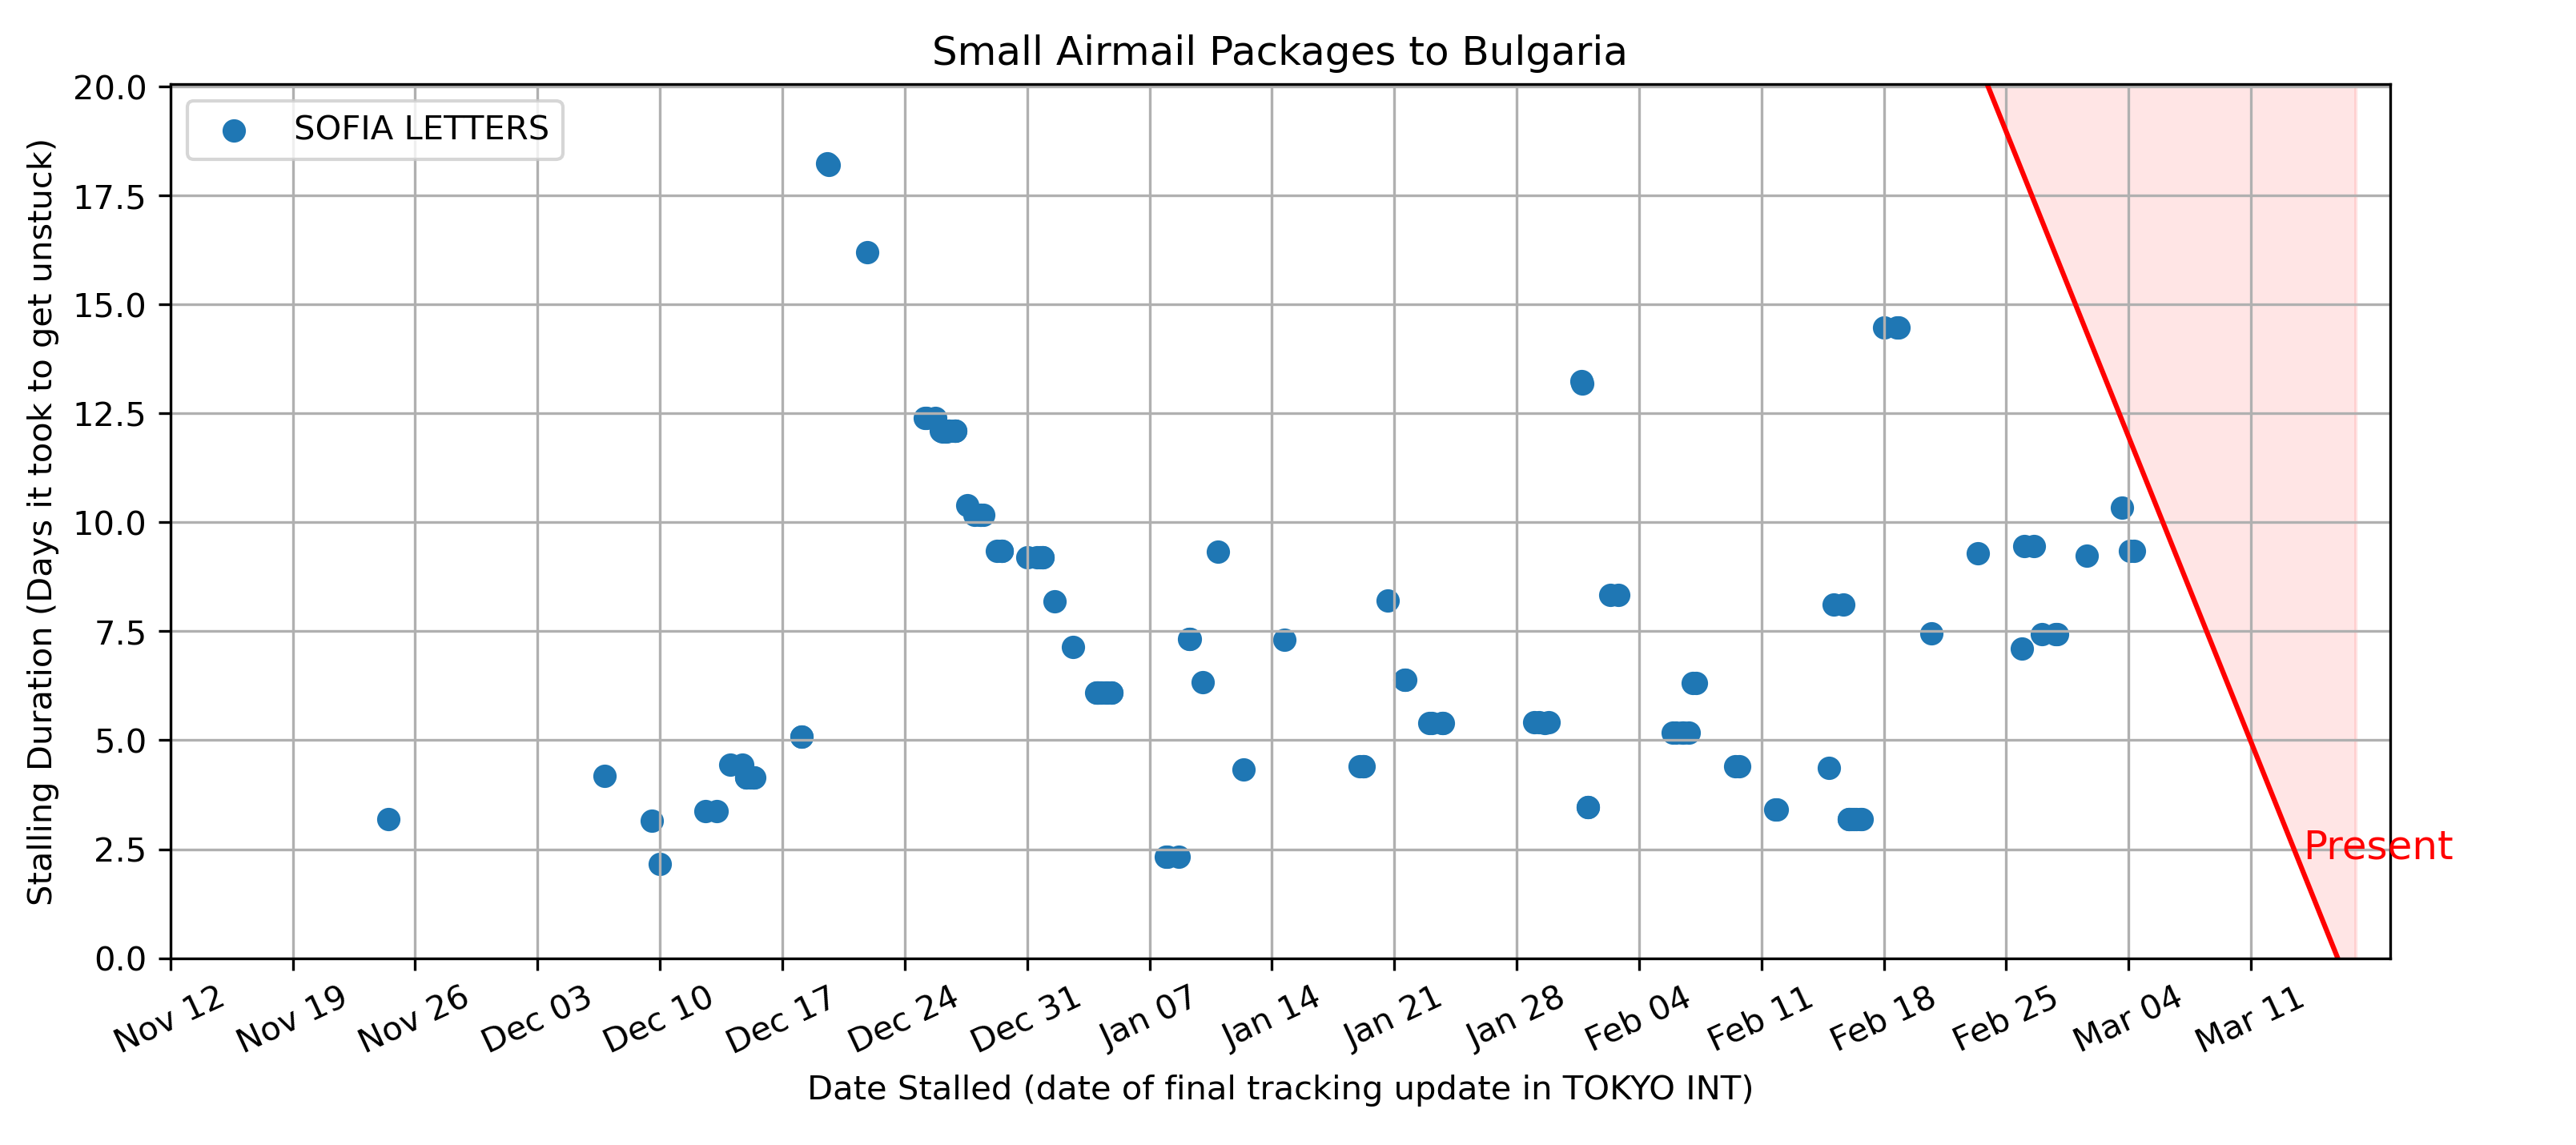 Small Airmail Packages to Bulgaria
SOFIA LETTERS
Stalling Duration (Days it took to get unstuck)
20.0
17.5
15.0
12.5
10.0
7.5
5.0
2.5
0.0
Present
Nov 12
Nov 19
Nov 26
Dec 03
Dec 10
Dec 17
Dec 24
Dec 31
Jan 07
Jan 14
Jan 21
Jan 28
Feb 04
Feb 11
Feb 18
Feb 25
Mar 04
Mar 11
Date Stalled (date of final tracking update in TOKYO INT)